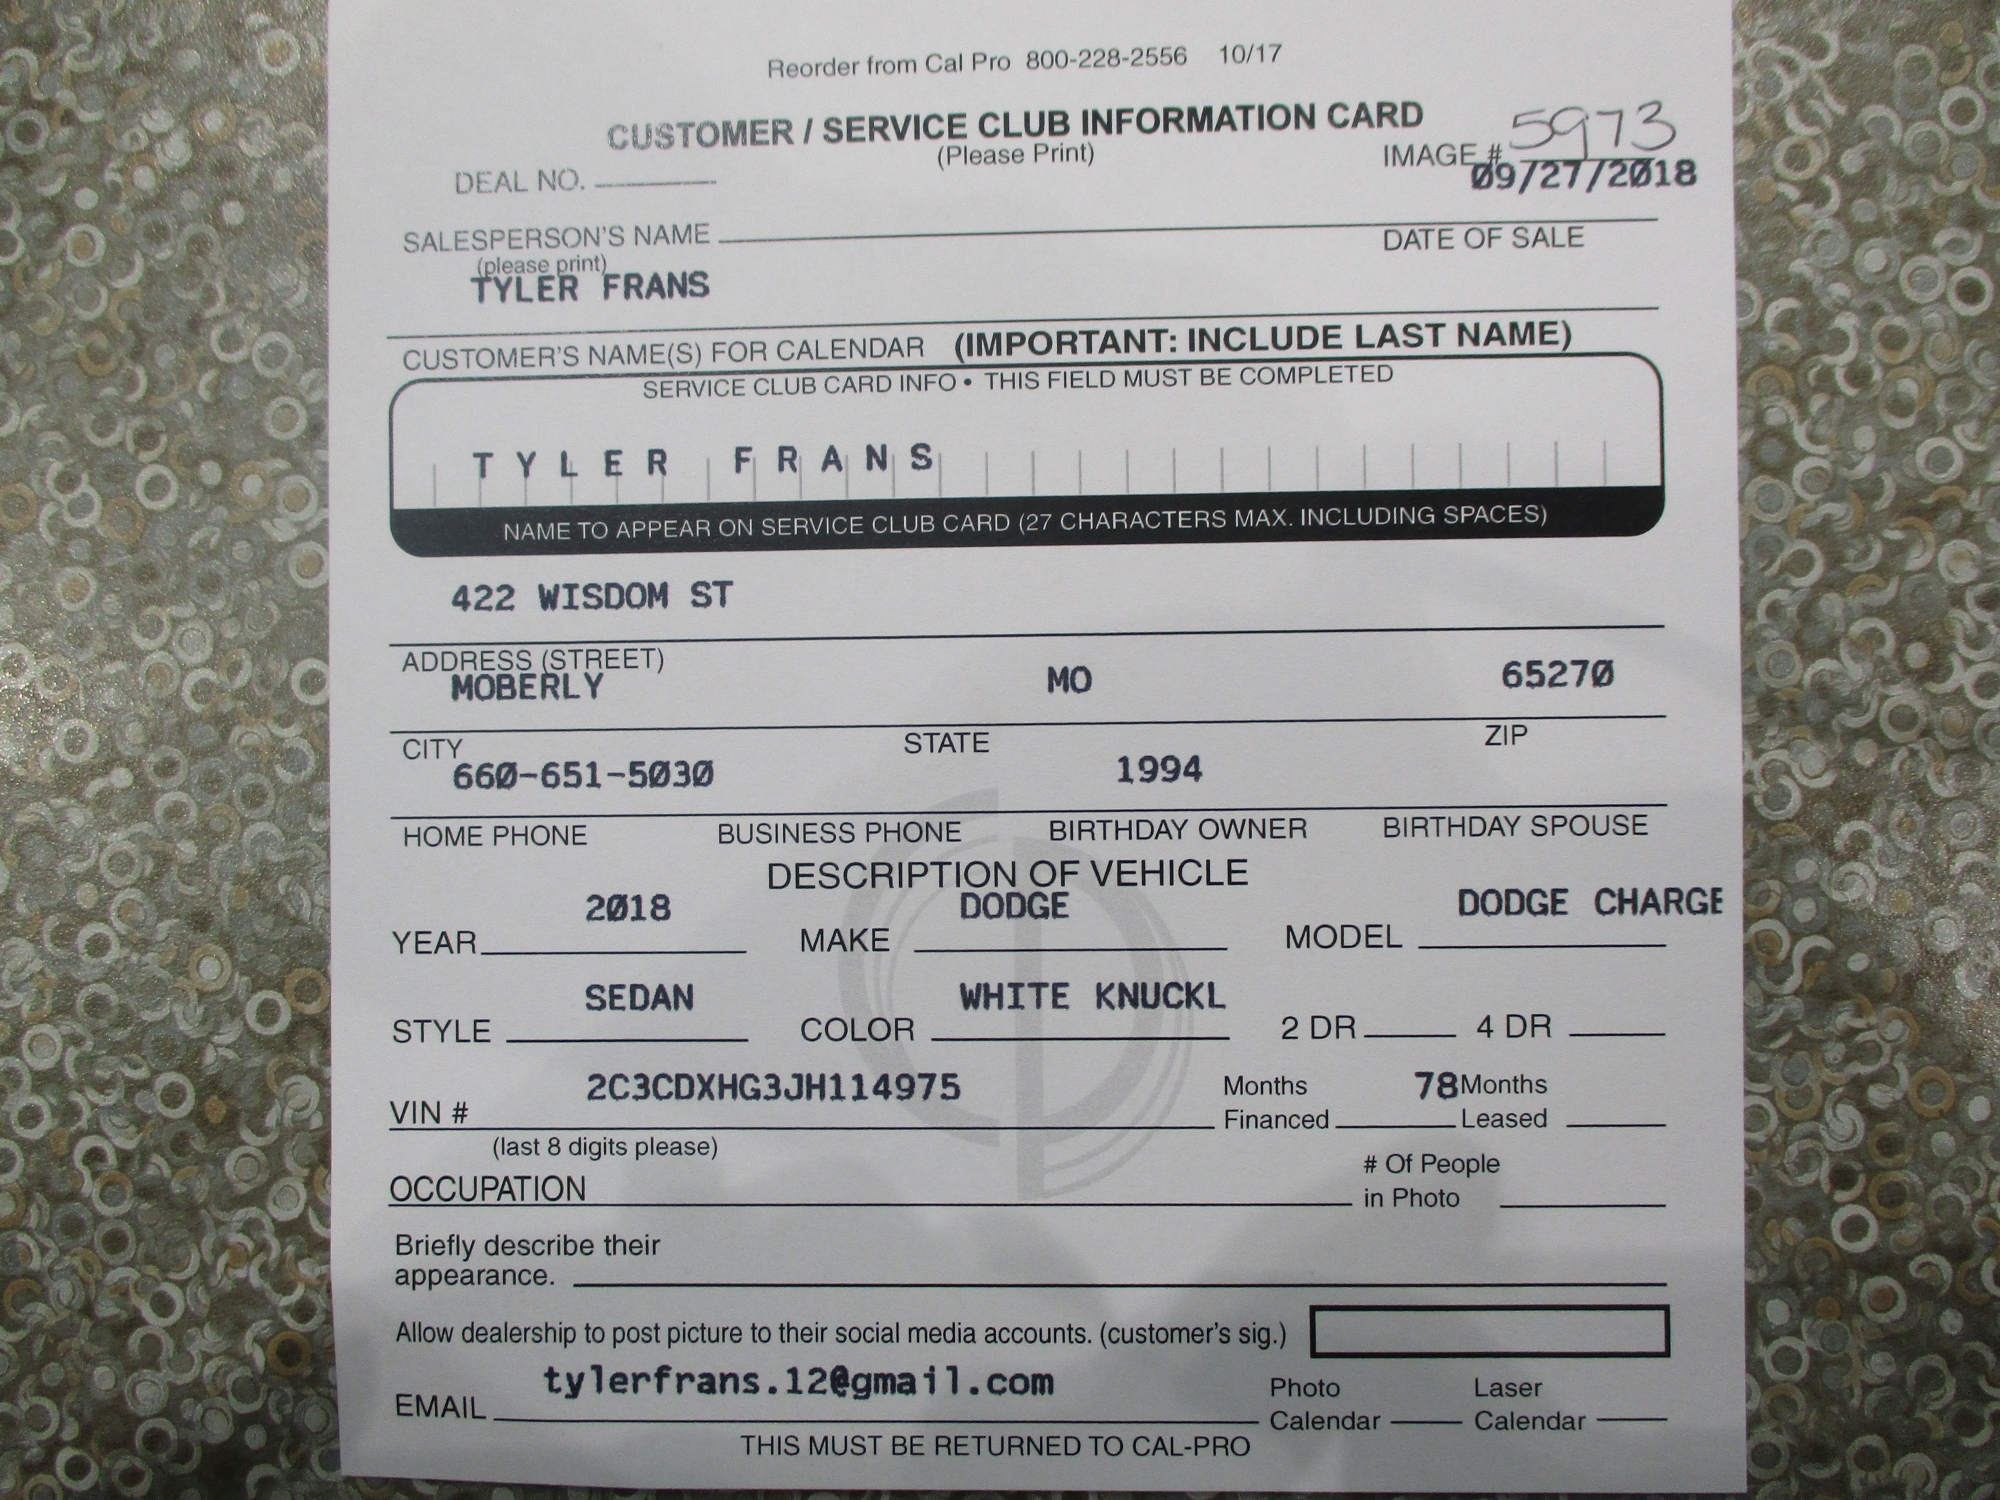 Reorder from Cal Pro 800-228-2556 10/17
CUSTOMER / SERVICE CLUB INFORMATION CARD
(Please Print)
IMAGE # 5973
DEAL NO.
09/27/2018
SALESPERSON'S NAME
DATE OF SALE
(please print)
TYLER FRANS
CUSTOMER'S NAME(S) FOR CALENDAR (IMPORTANT: INCLUDE LAST NAME)
SERVICE CLUB CARD INFO • THIS FIELD MUST BE COMPLETED
TYLER FRANS
NAME TO APPEAR ON SERVICE CLUB CARD (27 CHARACTERS MAX. INCLUDING SPACES)
422 WISDOM ST
ADDRESS (STREET)
MOBERLY MO 65270
CITY STATE ZIP
660-651-5030 1994
HOME PHONE BUSINESS PHONE BIRTHDAY OWNER BIRTHDAY SPOUSE
DESCRIPTION OF VEHICLE
2018 DODGE DODGE CHARGE
YEAR MAKE MODEL
SEDAN WHITE KNUCKL
STYLE COLOR 2 DR 4 DR
2C3CDXHG3JH114975 Months 78 Months
VIN # Financed Leased
(last 8 digits please)
# Of People
OCCUPATION in Photo
Briefly describe their
appearance.
Allow dealership to post picture to their social media accounts. (customer's sig.)
tylerfrans.12@gmail.com Photo Laser
EMAIL Calendar Calendar
THIS MUST BE RETURNED TO CAL-PRO